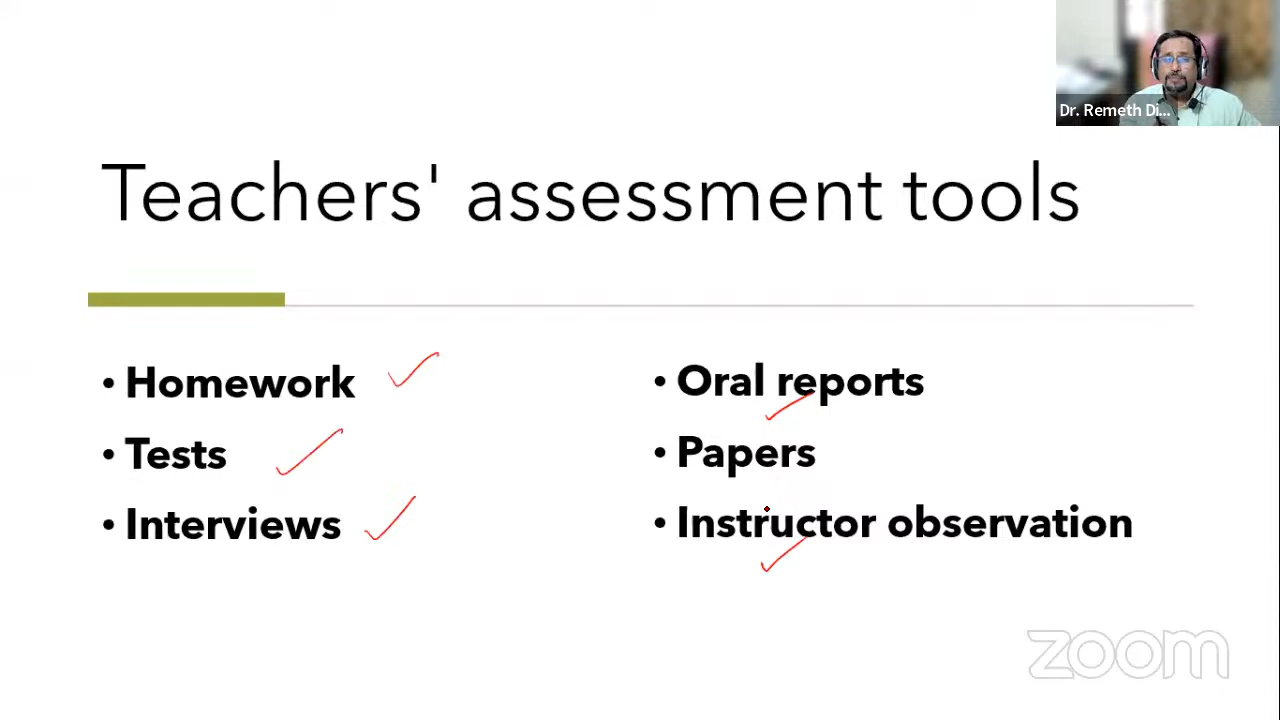 Dr. Remeth Di...
Teachers' assessment tools
• Homework
• Tests
• Interviews
• Oral reports
• Papers
• Instructor observation
zoom